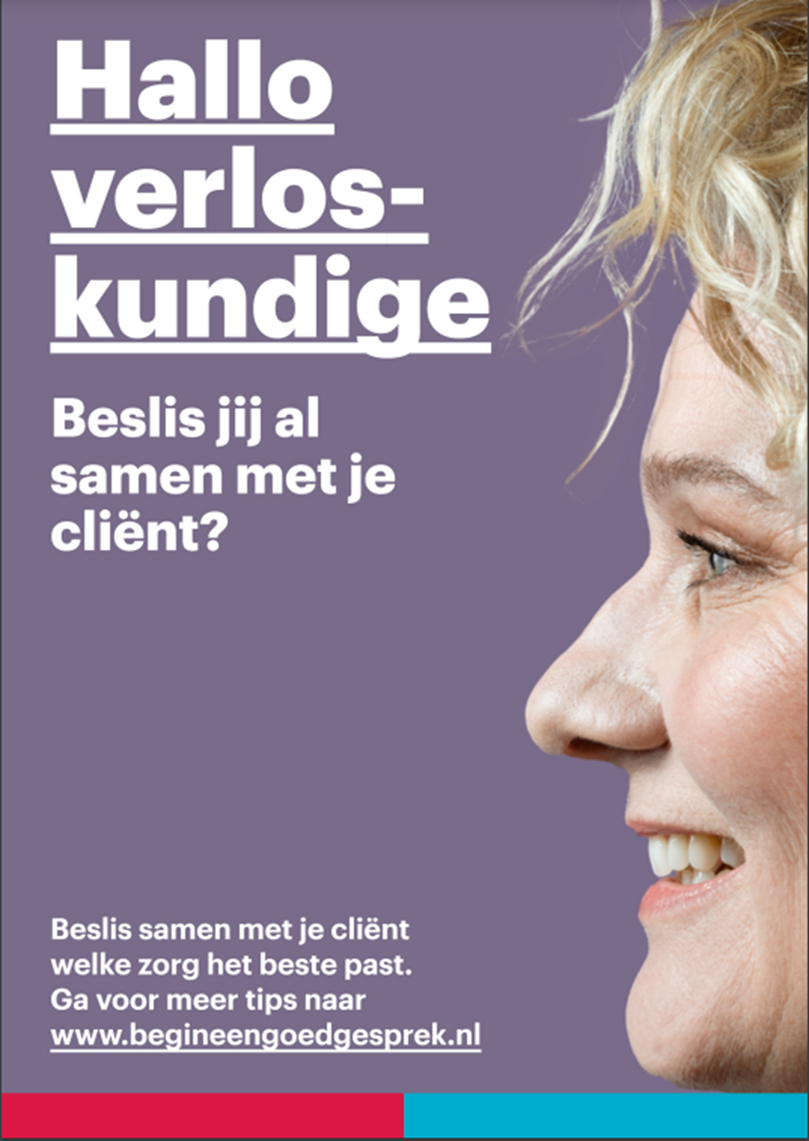 Hallo
verlos-
kundige
Beslis jij al
samen met je
cliënt?
Beslis samen met je cliënt
welke zorg het beste past.
Ga voor meer tips naar
www.begineengoedgesprek.nl